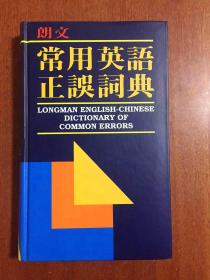 朗文
常用英語
正誤詞典
LONGMAN ENGLISH-CHINESE
DICTIONARY OF
COMMON ERRORS